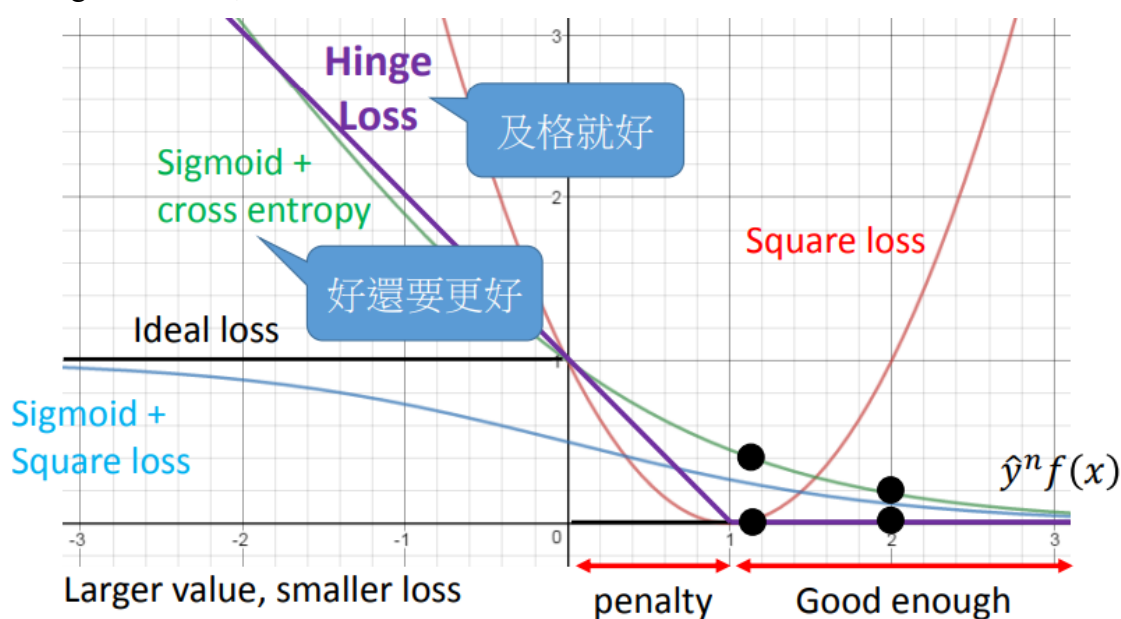 3
Hinge
Loss
及格就好
Sigmoid +
cross entropy
2
Square loss
好還要更好
Ideal loss
1
Sigmoid +
Square loss
ŷⁿf(x)
-3 -2 -1 0 1 2 3
Larger value, smaller loss
penalty
Good enough